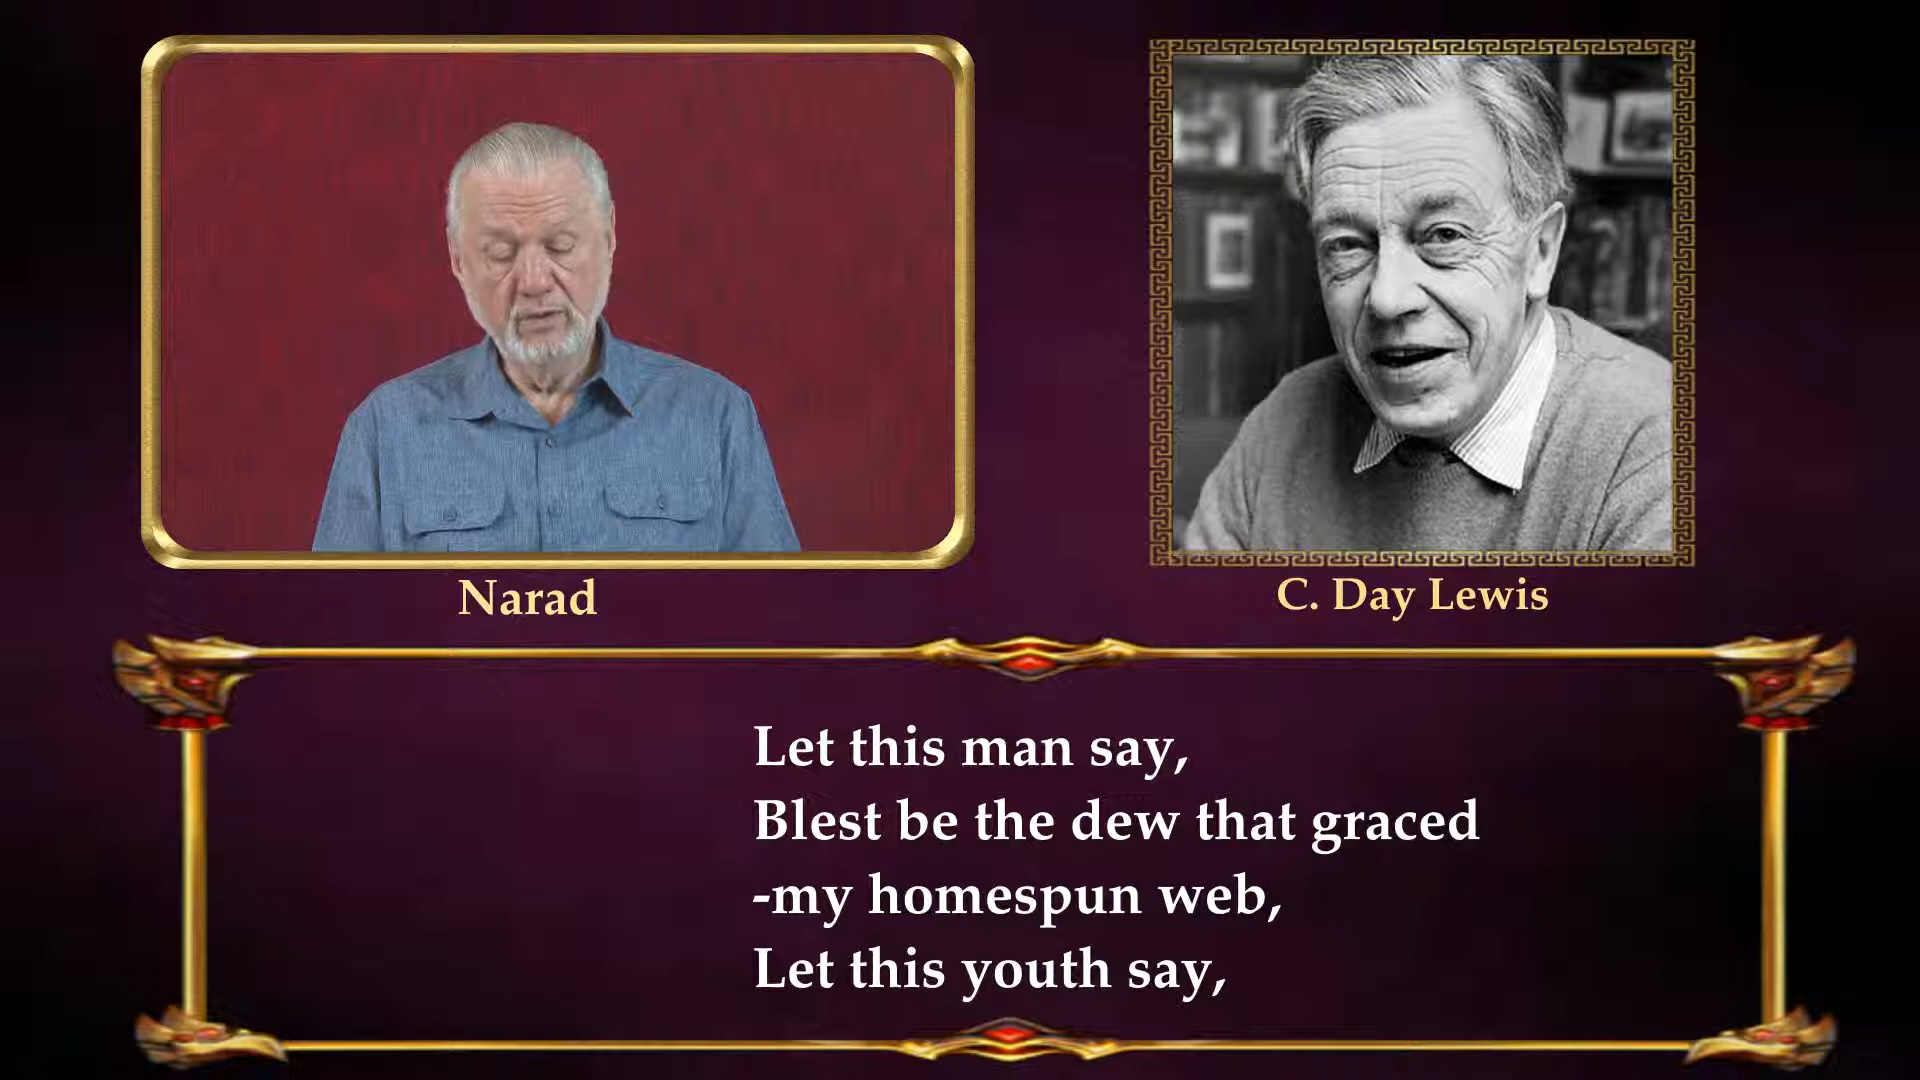 Narad
C. Day Lewis
Let this man say,
Blest be the dew that graced
-my homespun web,
Let this youth say,